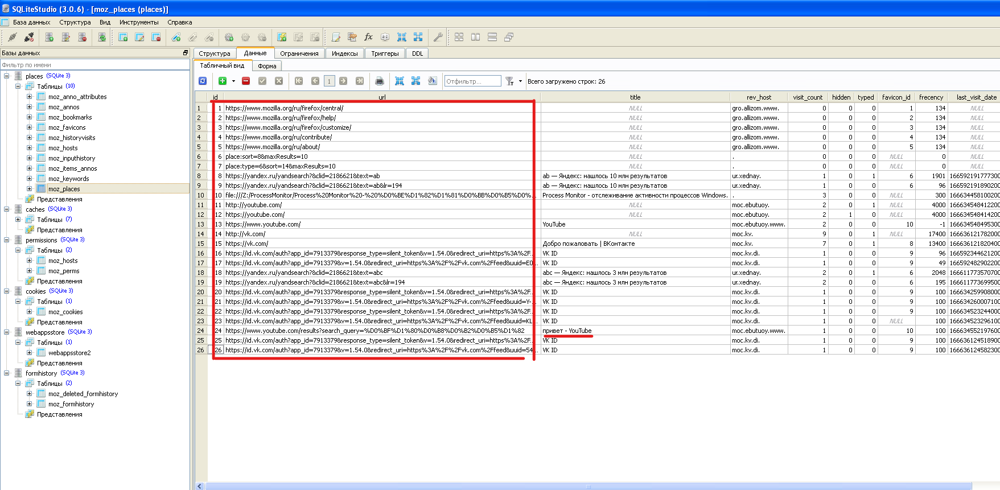 SQLiteStudio (3.0.6) - [moz_places (places)]
База данных Структура Вид Инструменты Справка
Базы данных
Фильтр по имени
places (SQLite 3)
Таблицы (10)
moz_anno_attributes
moz_annos
moz_bookmarks
moz_favicons
moz_historyvisits
moz_hosts
moz_inputhistory
moz_items_annos
moz_keywords
moz_places
Представления
caches (SQLite 3)
Таблицы (7)
Представления
permissions (SQLite 3)
Таблицы (2)
moz_hosts
moz_perms
Представления
cookies (SQLite 3)
Таблицы (1)
moz_cookies
Представления
webappsstore (SQLite 3)
Таблицы (1)
webappsstore2
Представления
formhistory (SQLite 3)
Таблицы (2)
moz_deleted_formhistory
moz_formhistory
Представления
Структура Данные Ограничения Индексы Триггеры DDL
Табличный вид Форма
1 Отфильтр... Всего загружено строк: 26
id url title rev_host visit_count hidden typed favicon_id frecency last_visit_date
1 1 https://www.mozilla.org/ru/firefox/central/ NULL gro.allizom.www. 0 0 0 1 134 NULL
2 2 https://www.mozilla.org/ru/firefox/help/ NULL gro.allizom.www. 0 0 0 2 134 NULL
3 3 https://www.mozilla.org/ru/firefox/customize/ NULL gro.allizom.www. 0 0 0 3 134 NULL
4 4 https://www.mozilla.org/ru/contribute/ NULL gro.allizom.www. 0 0 0 4 134 NULL
5 5 https://www.mozilla.org/ru/about/ NULL gro.allizom.www. 0 0 0 5 134 NULL
6 6 place:sort=8&maxResults=10 NULL . 0 0 0 NULL 0 NULL
7 7 place:type=6&sort=14&maxResults=10 NULL . 0 0 0 NULL 0 NULL
8 8 https://yandex.ru/yandsearch?&clid=2186621&text=ab ab — Яндекс: нашлось 10 млн результатов ur.xednay. 1 0 1 6 1901 166592191777300
9 9 https://yandex.ru/yandsearch?&clid=2186621&text=ab&lr=194 ab — Яндекс: нашлось 10 млн результатов ur.xednay. 1 0 0 6 96 166592191890200
10 10 file:///Z:/ProcessMonitor/Process%20Monitor%20-%20%D0%BE%D1%82%D1%81%D0%BB%D0%B5%D0%... Process Monitor - отслеживание активности процессов Windows. . 3 0 0 NULL 300 166634458100200
11 11 http://youtube.com/ NULL moc.ebutuoy. 2 0 1 NULL 4000 166634548412200
12 12 https://youtube.com/ NULL moc.ebutuoy. 2 1 0 NULL 4000 166634548414200
13 13 https://www.youtube.com/ YouTube moc.ebutuoy.www. 2 0 0 10 -1 166634548495300
14 14 http://vk.com/ NULL moc.kv. 9 0 1 NULL 17400 166636121782000
15 15 https://vk.com/ Добро пожаловать | ВКонтакте moc.kv. 7 0 1 8 13400 166636121820400
16 16 https://id.vk.com/auth?app_id=7913379&response_type=silent_token&v=1.54.0&redirect_uri=https%3A%2F... VK ID moc.kv.di. 1 0 0 9 96 166592344621200
17 17 https://id.vk.com/auth?app_id=7913379&v=1.54.0&redirect_uri=https%3A%2F%2Fvk.com%2Ffeed&uuid=E0... VK ID moc.kv.di. 1 0 0 9 49 166592482902200
18 18 https://yandex.ru/yandsearch?&clid=2186621&text=abc abc — Яндекс: нашлось 3 млн результатов ur.xednay. 2 0 1 6 2048 166611773570700
19 19 https://yandex.ru/yandsearch?&clid=2186621&text=abc&lr=194 abc — Яндекс: нашлось 3 млн результатов ur.xednay. 2 0 0 6 195 166611773699500
20 20 https://id.vk.com/auth?app_id=7913379&response_type=silent_token&v=1.54.0&redirect_uri=https%3A%2F... VK ID moc.kv.di. 1 0 0 9 100 166634259908000
21 21 https://id.vk.com/auth?app_id=7913379&v=1.54.0&redirect_uri=https%3A%2F%2Fvk.com%2Ffeed&uuid=Y-... VK ID moc.kv.di. 1 0 0 9 100 166634260007100
22 22 https://id.vk.com/auth?app_id=7913379&response_type=silent_token&v=1.54.0&redirect_uri=https%3A%2F... VK ID moc.kv.di. 1 0 0 9 100 166634523244000
23 23 https://id.vk.com/auth?app_id=7913379&v=1.54.0&redirect_uri=https%3A%2F%2Fvk.com%2Ffeed&uuid=KL... VK ID moc.kv.di. 1 0 0 NULL 100 166634523296100
24 24 https://www.youtube.com/results?search_query=%D0%BF%D1%80%D0%B8%D0%B2%D0%B5%D1%82 привет - YouTube moc.ebutuoy.www. 1 0 0 10 100 166634552197600
25 25 https://id.vk.com/auth?app_id=7913379&response_type=silent_token&v=1.54.0&redirect_uri=https%3A%2F... VK ID moc.kv.di. 1 0 0 9 100 166636124518900
26 26 https://id.vk.com/auth?app_id=7913379&v=1.54.0&redirect_uri=https%3A%2F%2Fvk.com%2Ffeed&uuid=54... VK ID moc.kv.di. 1 0 0 9 100 166636124582300